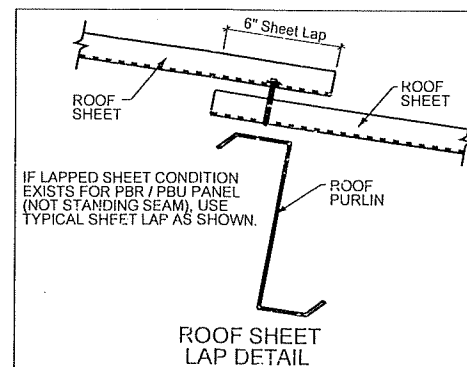 6" Sheet Lap
ROOF
SHEET
ROOF
SHEET
IF LAPPED SHEET CONDITION
EXISTS FOR PBR / PBU PANEL
(NOT STANDING SEAM), USE
TYPICAL SHEET LAP AS SHOWN.
ROOF
PURLIN
ROOF SHEET
LAP DETAIL